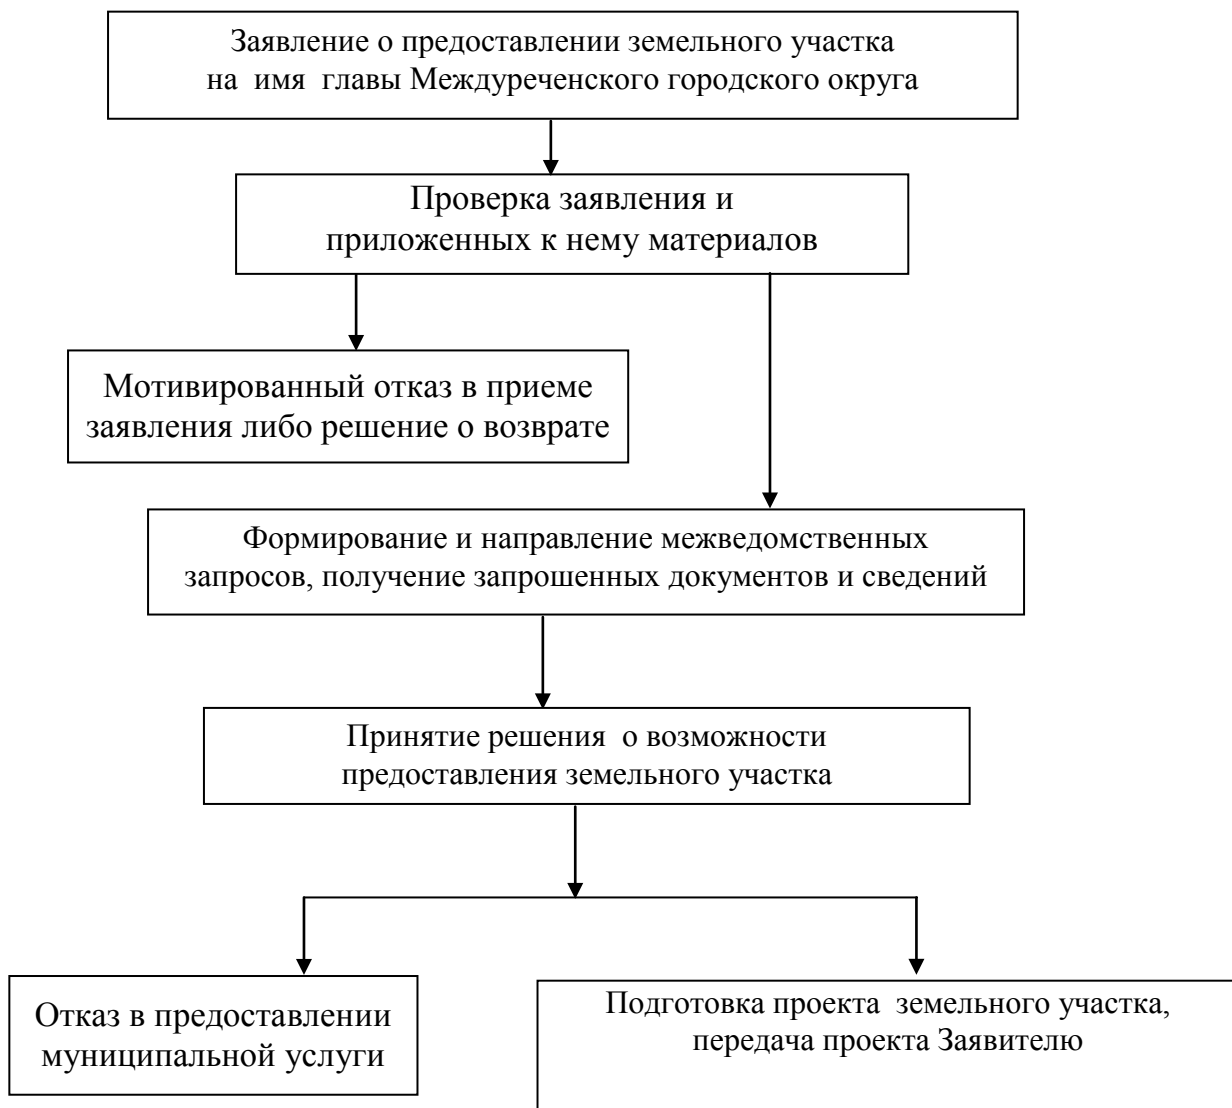 Заявление о предоставлении земельного участка
на имя главы Междуреченского городского округа
Проверка заявления и
приложенных к нему материалов
Мотивированный отказ в приеме
заявления либо решение о возврате
Формирование и направление межведомственных
запросов, получение запрошенных документов и сведений
Принятие решения о возможности
предоставления земельного участка
Отказ в предоставлении
муниципальной услуги
Подготовка проекта земельного участка,
передача проекта Заявителю